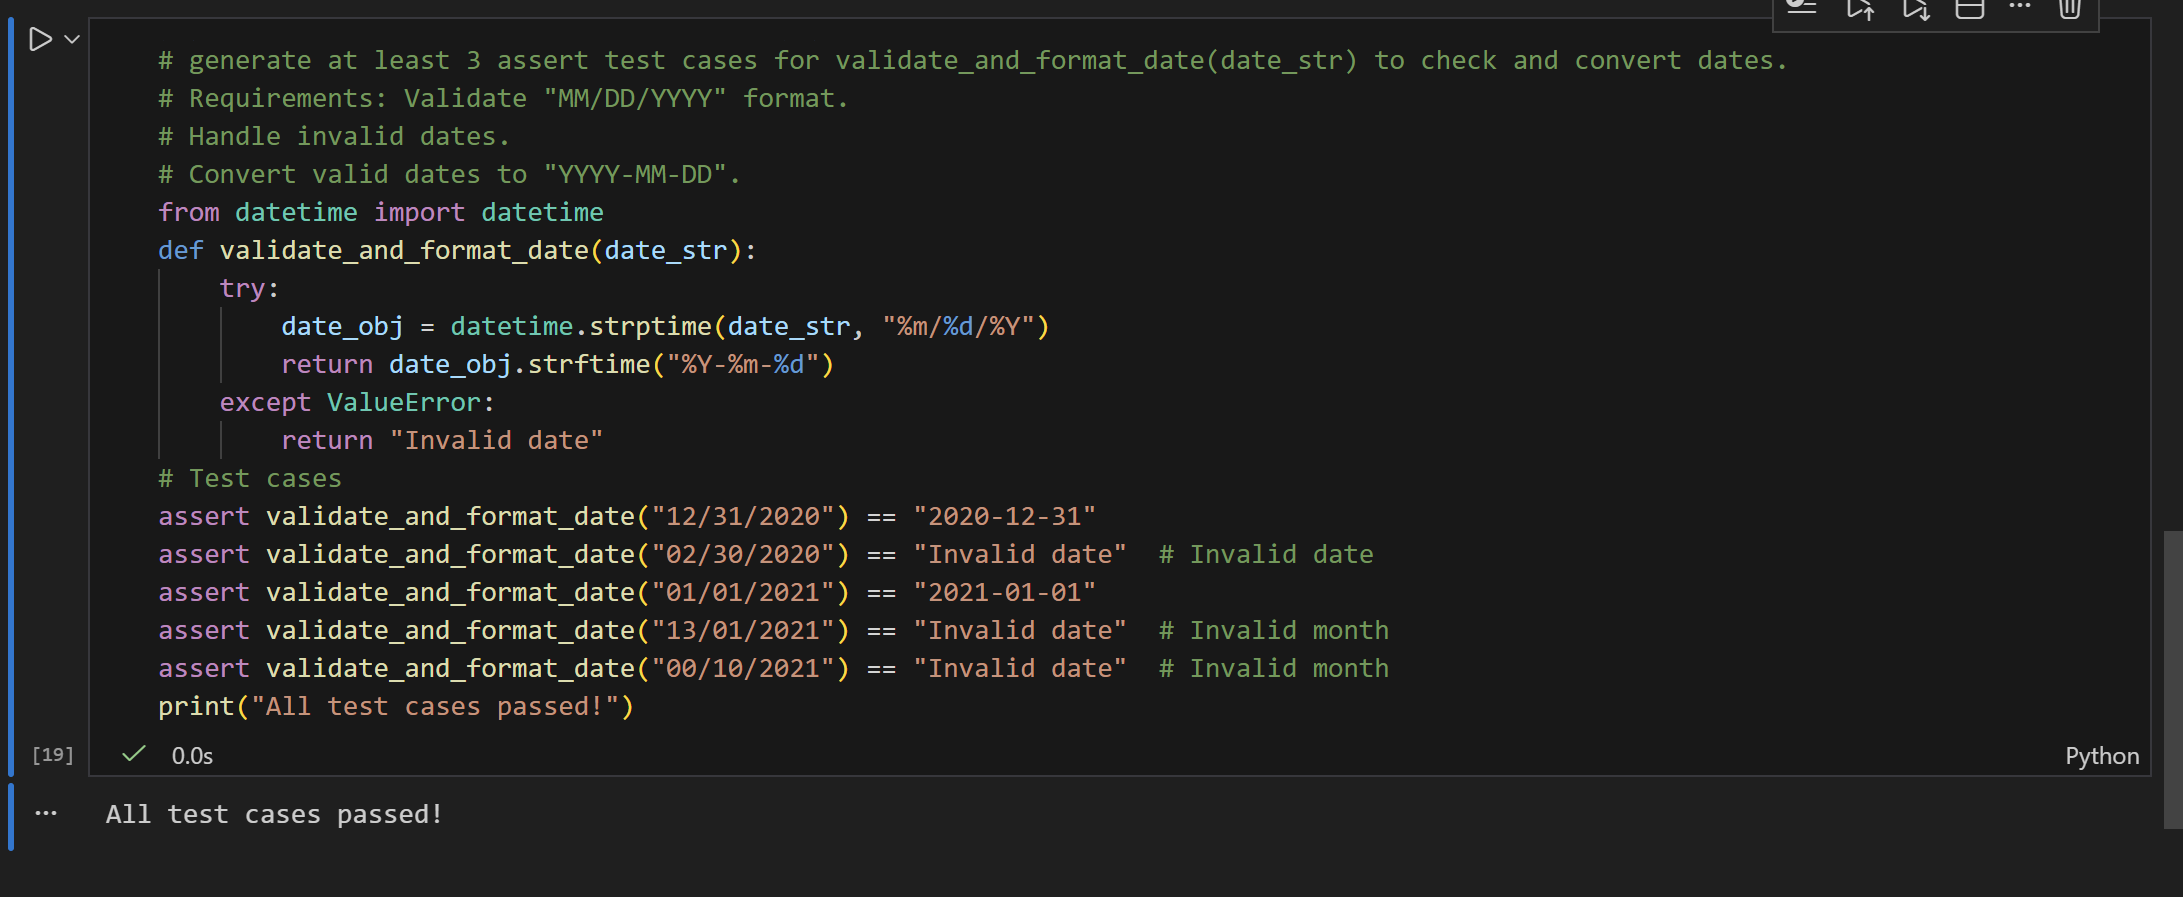 # generate at least 3 assert test cases for validate_and_format_date(date_str) to check and convert dates.
# Requirements: Validate "MM/DD/YYYY" format.
# Handle invalid dates.
# Convert valid dates to "YYYY-MM-DD".
from datetime import datetime
def validate_and_format_date(date_str):
    try:
        date_obj = datetime.strptime(date_str, "%m/%d/%Y")
        return date_obj.strftime("%Y-%m-%d")
    except ValueError:
        return "Invalid date"
# Test cases
assert validate_and_format_date("12/31/2020") == "2020-12-31"
assert validate_and_format_date("02/30/2020") == "Invalid date"  # Invalid date
assert validate_and_format_date("01/01/2021") == "2021-01-01"
assert validate_and_format_date("13/01/2021") == "Invalid date"  # Invalid month
assert validate_and_format_date("00/10/2021") == "Invalid date"  # Invalid month
print("All test cases passed!")
[19] 0.0s Python
All test cases passed!